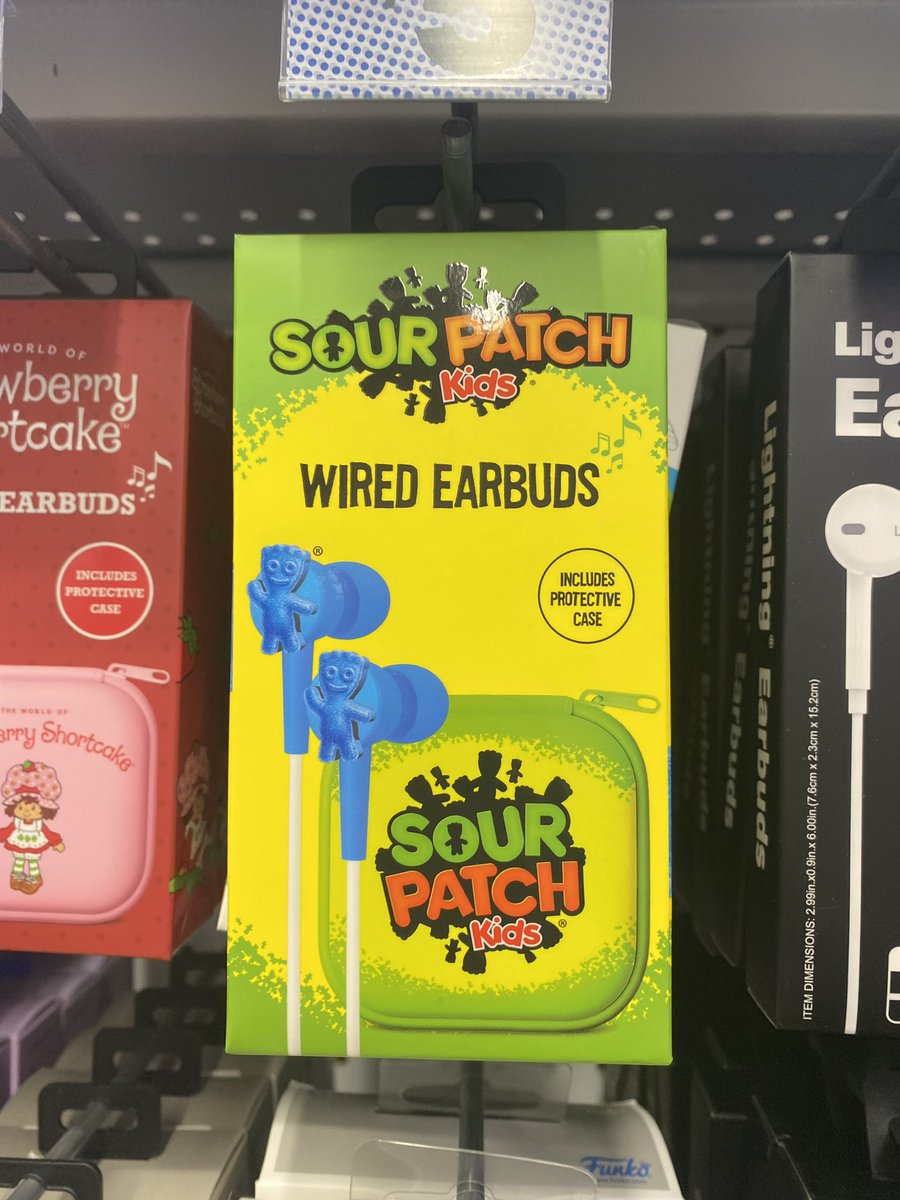 SOUR PATCH
Kids
WIRED EARBUDS
®
INCLUDES
PROTECTIVE
CASE
SOUR
PATCH
Kids®
WORLD OF
wberry
rtcake™
EARBUDS
INCLUDES
PROTECTIVE
CASE
THE WORLD OF
erry Shortcake
Lig
Ea
L
Lightning® Earbuds
ITEM DIMENSIONS: 2.99in.x0.9in.x 6.00in.(7.6cm x 2.3cm x 15.2cm)
Funko